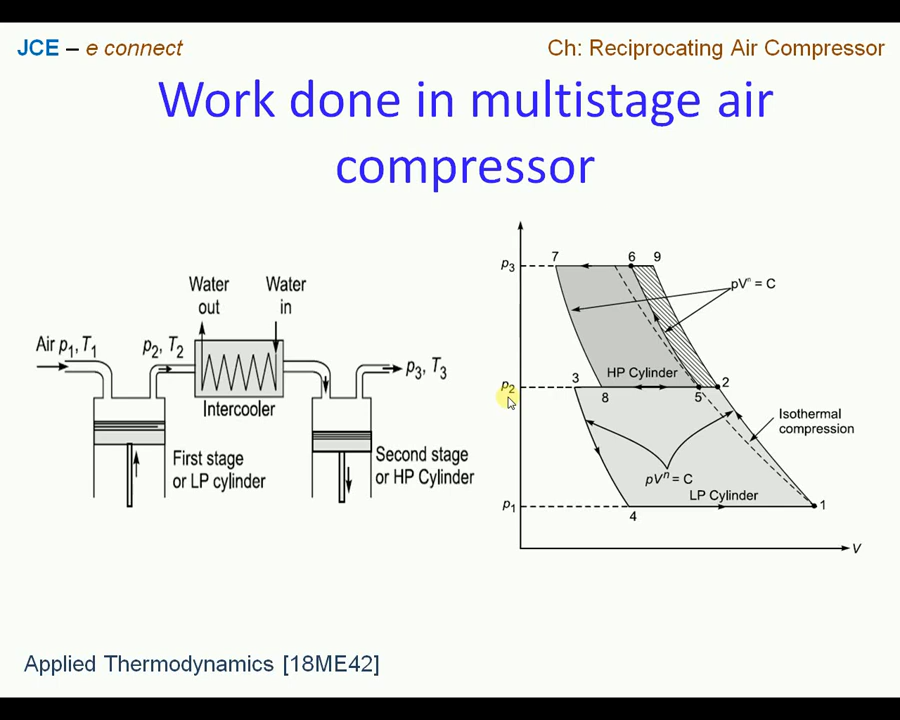 JCE – e connect
Ch: Reciprocating Air Compressor
Work done in multistage air
compressor
Water
out
Water
in
Air p₁, T₁
p₂, T₂
p₃, T₃
Intercooler
First stage
or LP cylinder
Second stage
or HP Cylinder
p₃
7
6
9
pVⁿ = C
p₂
3
HP Cylinder
2
8
5
Isothermal
compression
pVⁿ = C
LP Cylinder
p₁
4
1
V
Applied Thermodynamics [18ME42]